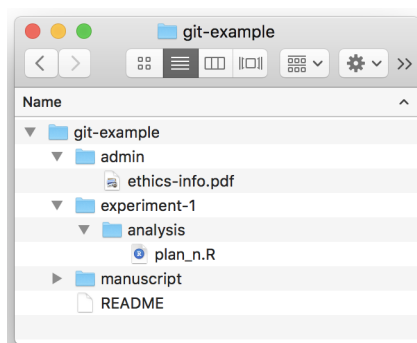 git-example
Name
git-example
admin
ethics-info.pdf
experiment-1
analysis
plan_n.R
manuscript
README